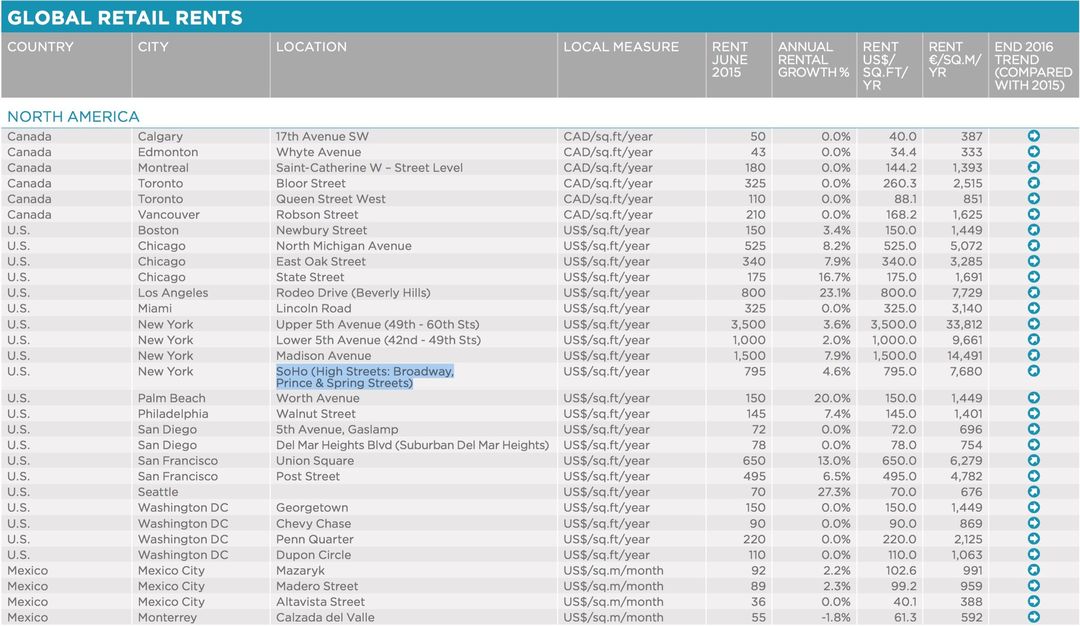 GLOBAL RETAIL RENTS
COUNTRY CITY LOCATION LOCAL MEASURE RENT JUNE 2015 ANNUAL RENTAL GROWTH % RENT US$/ SQ.FT/ YR RENT €/SQ.M/ YR END 2016 TREND (COMPARED WITH 2015)
NORTH AMERICA
Canada Calgary 17th Avenue SW CAD/sq.ft/year 50 0.0% 40.0 387
Canada Edmonton Whyte Avenue CAD/sq.ft/year 43 0.0% 34.4 333
Canada Montreal Saint-Catherine W – Street Level CAD/sq.ft/year 180 0.0% 144.2 1,393
Canada Toronto Bloor Street CAD/sq.ft/year 325 0.0% 260.3 2,515
Canada Toronto Queen Street West CAD/sq.ft/year 110 0.0% 88.1 851
Canada Vancouver Robson Street CAD/sq.ft/year 210 0.0% 168.2 1,625
U.S. Boston Newbury Street US$/sq.ft/year 150 3.4% 150.0 1,449
U.S. Chicago North Michigan Avenue US$/sq.ft/year 525 8.2% 525.0 5,072
U.S. Chicago East Oak Street US$/sq.ft/year 340 7.9% 340.0 3,285
U.S. Chicago State Street US$/sq.ft/year 175 16.7% 175.0 1,691
U.S. Los Angeles Rodeo Drive (Beverly Hills) US$/sq.ft/year 800 23.1% 800.0 7,729
U.S. Miami Lincoln Road US$/sq.ft/year 325 0.0% 325.0 3,140
U.S. New York Upper 5th Avenue (49th - 60th Sts) US$/sq.ft/year 3,500 3.6% 3,500.0 33,812
U.S. New York Lower 5th Avenue (42nd - 49th Sts) US$/sq.ft/year 1,000 2.0% 1,000.0 9,661
U.S. New York Madison Avenue US$/sq.ft/year 1,500 7.9% 1,500.0 14,491
U.S. New York SoHo (High Streets: Broadway, US$/sq.ft/year 795 4.6% 795.0 7,680
Prince & Spring Streets)
U.S. Palm Beach Worth Avenue US$/sq.ft/year 150 20.0% 150.0 1,449
U.S. Philadelphia Walnut Street US$/sq.ft/year 145 7.4% 145.0 1,401
U.S. San Diego 5th Avenue, Gaslamp US$/sq.ft/year 72 0.0% 72.0 696
U.S. San Diego Del Mar Heights Blvd (Suburban Del Mar Heights) US$/sq.ft/year 78 0.0% 78.0 754
U.S. San Francisco Union Square US$/sq.ft/year 650 13.0% 650.0 6,279
U.S. San Francisco Post Street US$/sq.ft/year 495 6.5% 495.0 4,782
U.S. Seattle US$/sq.ft/year 70 27.3% 70.0 676
U.S. Washington DC Georgetown US$/sq.ft/year 150 0.0% 150.0 1,449
U.S. Washington DC Chevy Chase US$/sq.ft/year 90 0.0% 90.0 869
U.S. Washington DC Penn Quarter US$/sq.ft/year 220 0.0% 220.0 2,125
U.S. Washington DC Dupon Circle US$/sq.ft/year 110 0.0% 110.0 1,063
Mexico Mexico City Mazaryk US$/sq.m/month 92 2.2% 102.6 991
Mexico Mexico City Madero Street US$/sq.m/month 89 2.3% 99.2 959
Mexico Mexico City Altavista Street US$/sq.m/month 36 0.0% 40.1 388
Mexico Monterrey Calzada del Valle US$/sq.m/month 55 -1.8% 61.3 592